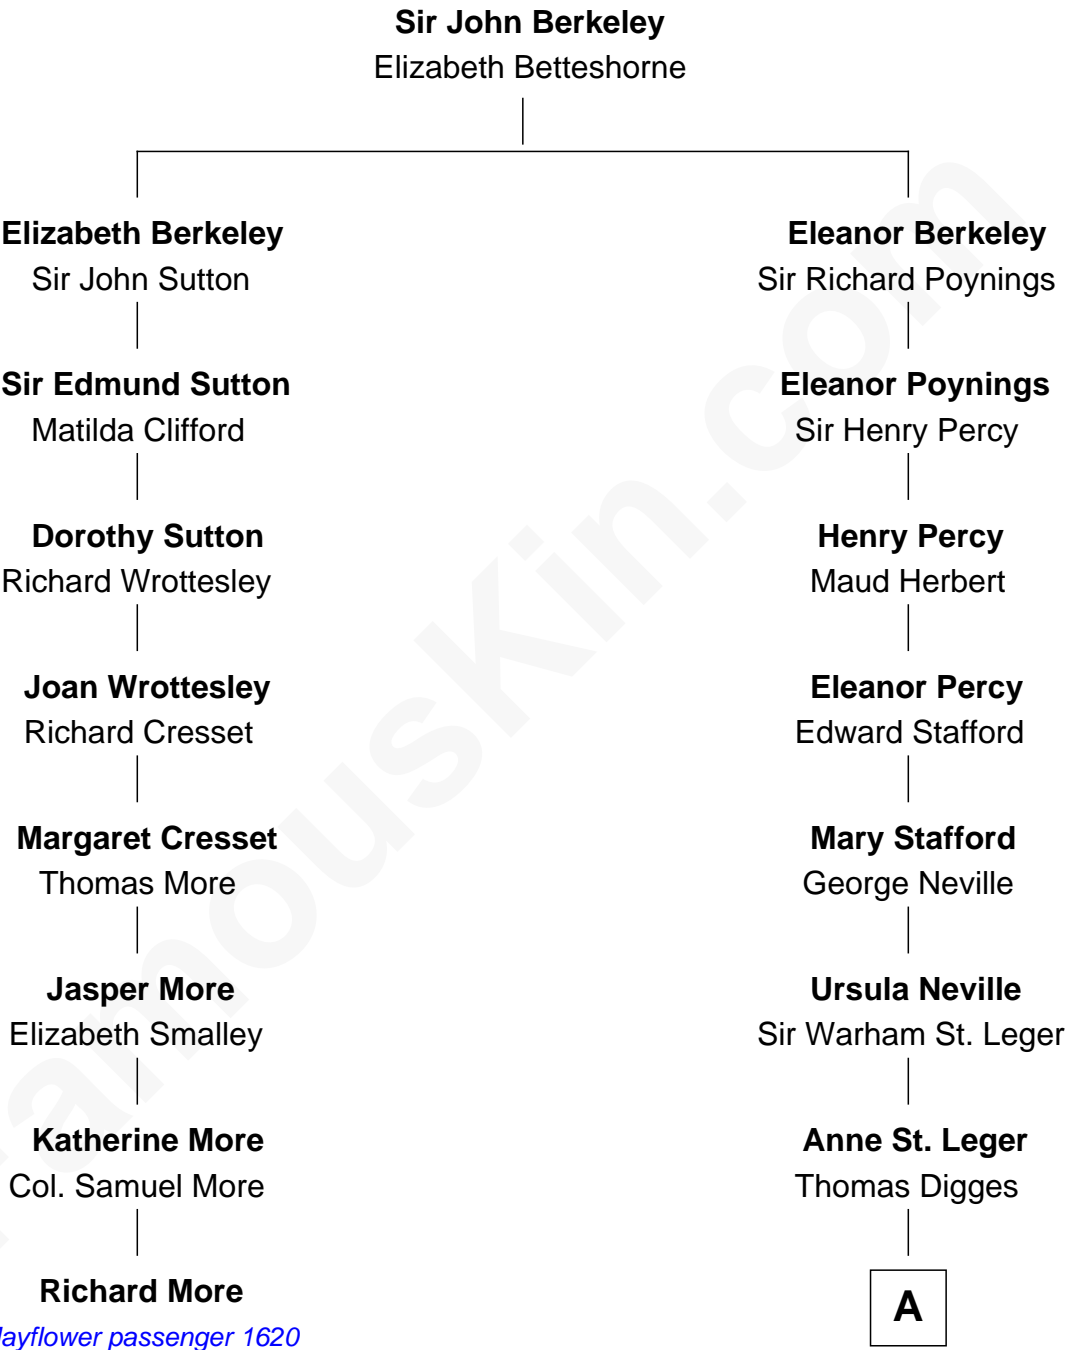 Sir John Berkeley
Elizabeth Betteshorne
Elizabeth Berkeley
Sir John Sutton
Eleanor Berkeley
Sir Richard Poynings
Sir Edmund Sutton
Matilda Clifford
Eleanor Poynings
Sir Henry Percy
Dorothy Sutton
Richard Wrottesley
Henry Percy
Maud Herbert
Joan Wrottesley
Richard Cresset
Eleanor Percy
Edward Stafford
Margaret Cresset
Thomas More
Mary Stafford
George Neville
Jasper More
Elizabeth Smalley
Ursula Neville
Sir Warham St. Leger
Katherine More
Col. Samuel More
Anne St. Leger
Thomas Digges
Richard More
ayflower passenger 1620
A
famouskin.com